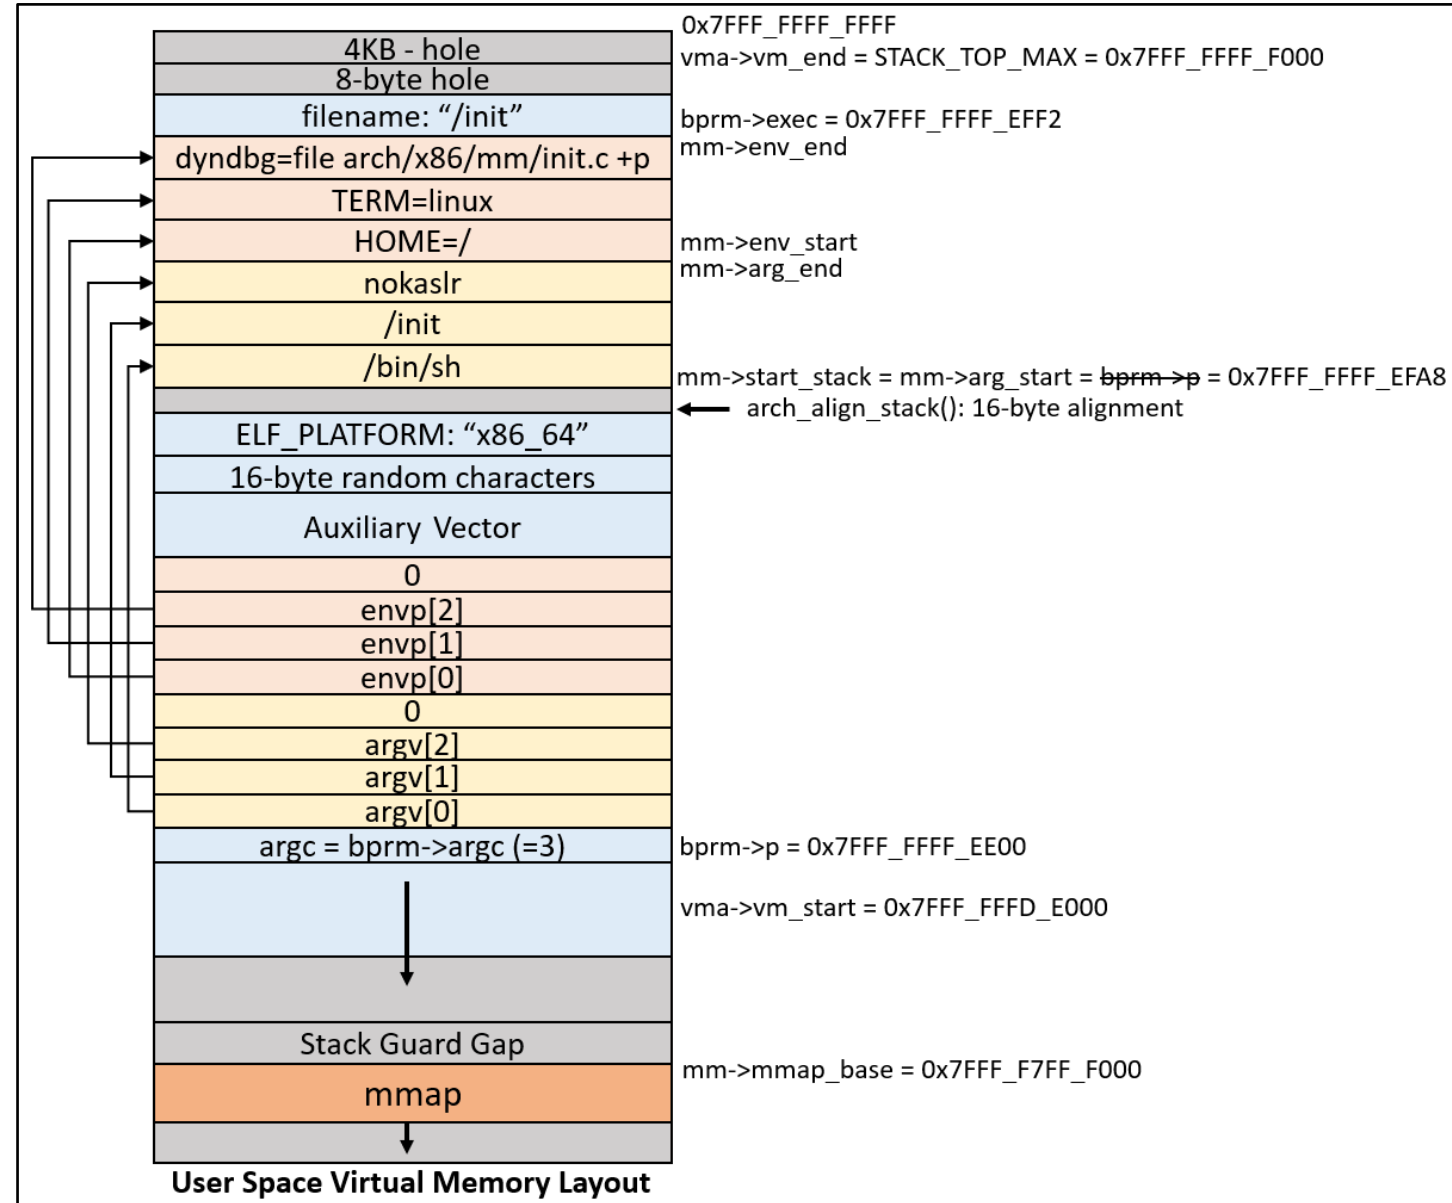 0x7FFF_FFFF_FFFF
4KB - hole
vma->vm_end = STACK_TOP_MAX = 0x7FFF_FFFF_F000
8-byte hole
filename: “/init”
bprm->exec = 0x7FFF_FFFF_EFF2
mm->env_end
dyndbg=file arch/x86/mm/init.c +p
TERM=linux
HOME=/
mm->env_start
mm->arg_end
nokaslr
/init
/bin/sh
mm->start_stack = mm->arg_start = bprm->p = 0x7FFF_FFFF_EFA8
arch_align_stack(): 16-byte alignment
ELF_PLATFORM: “x86_64”
16-byte random characters
Auxiliary Vector
0
envp[2]
envp[1]
envp[0]
0
argv[2]
argv[1]
argv[0]
argc = bprm->argc (=3)
bprm->p = 0x7FFF_FFFF_EE00
vma->vm_start = 0x7FFF_FFFD_E000
Stack Guard Gap
mm->mmap_base = 0x7FFF_F7FF_F000
mmap
User Space Virtual Memory Layout